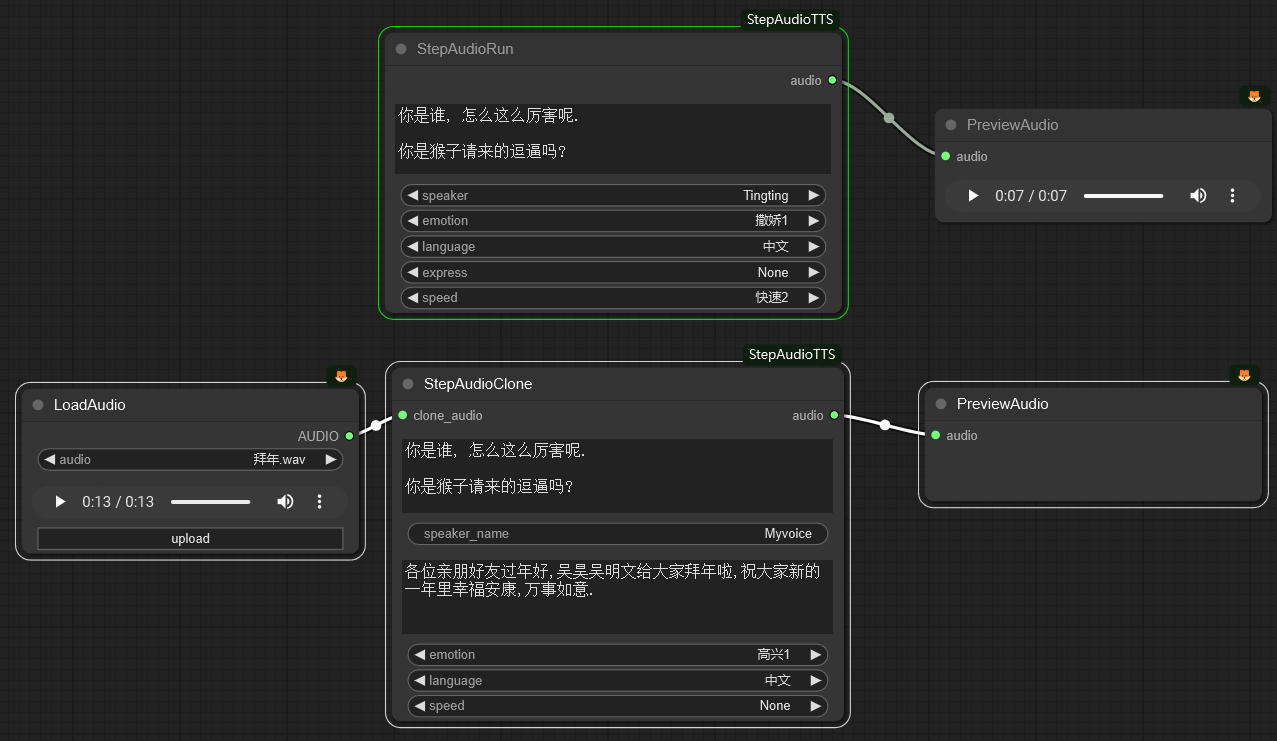 StepAudioTTS
StepAudioRun
audio
你是谁, 怎么这么厉害呢.
你是猴子请来的逗逼吗?
speaker Tingting
emotion 撒娇1
language 中文
express None
speed 快速2
PreviewAudio
audio
0:07 / 0:07
LoadAudio
AUDIO
audio 拜年.wav
0:13 / 0:13
upload
StepAudioTTS
StepAudioClone
clone_audio audio
你是谁, 怎么这么厉害呢.
你是猴子请来的逗逼吗?
speaker_name Myvoice
各位亲朋好友过年好,吴昊吴明文给大家拜年啦,祝大家新的
一年里幸福安康,万事如意.
emotion 高兴1
language 中文
speed None
PreviewAudio
audio